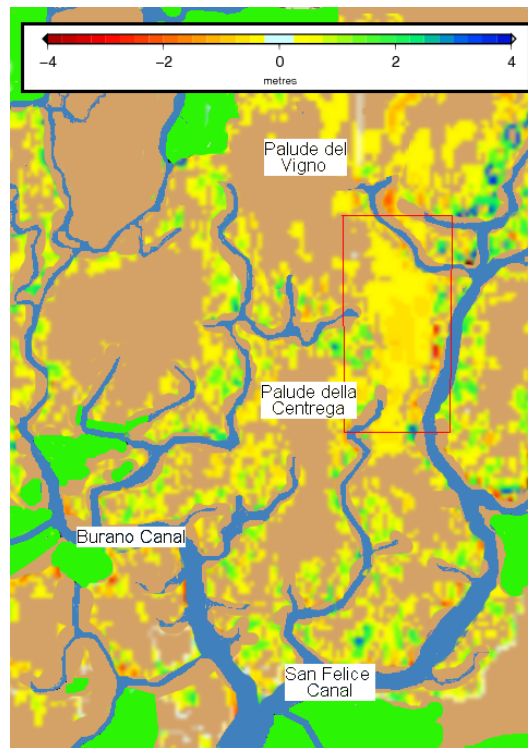 −4 −2 0 2 4
metres
Palude del
Vigno
Palude della
Centrega
Burano Canal
San Felice
Canal